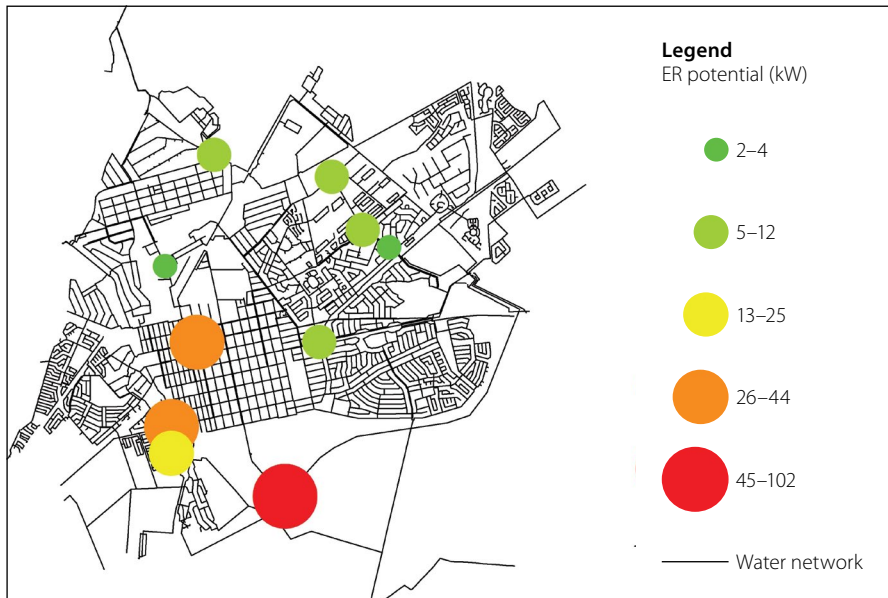 Legend
ER potential (kW)
2–4
5–12
13–25
26–44
45–102
Water network